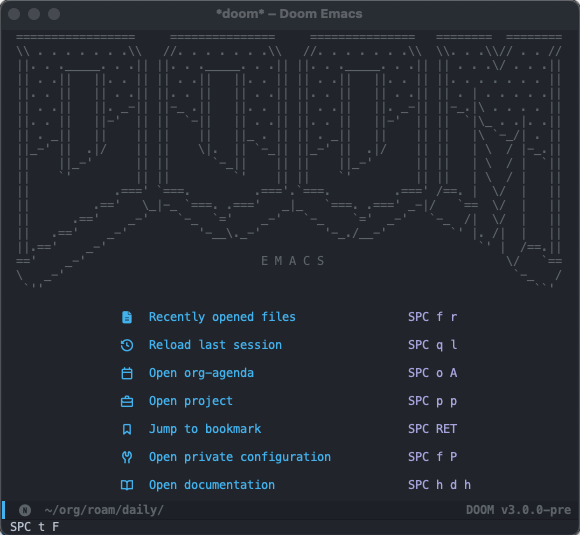 *doom* – Doom Emacs
E M A C S
Recently opened files SPC f r
Reload last session SPC q l
Open org-agenda SPC o A
Open project SPC p p
Jump to bookmark SPC RET
Open private configuration SPC f P
Open documentation SPC h d h
N ~/org/roam/daily/ DOOM v3.0.0-pre
SPC t F